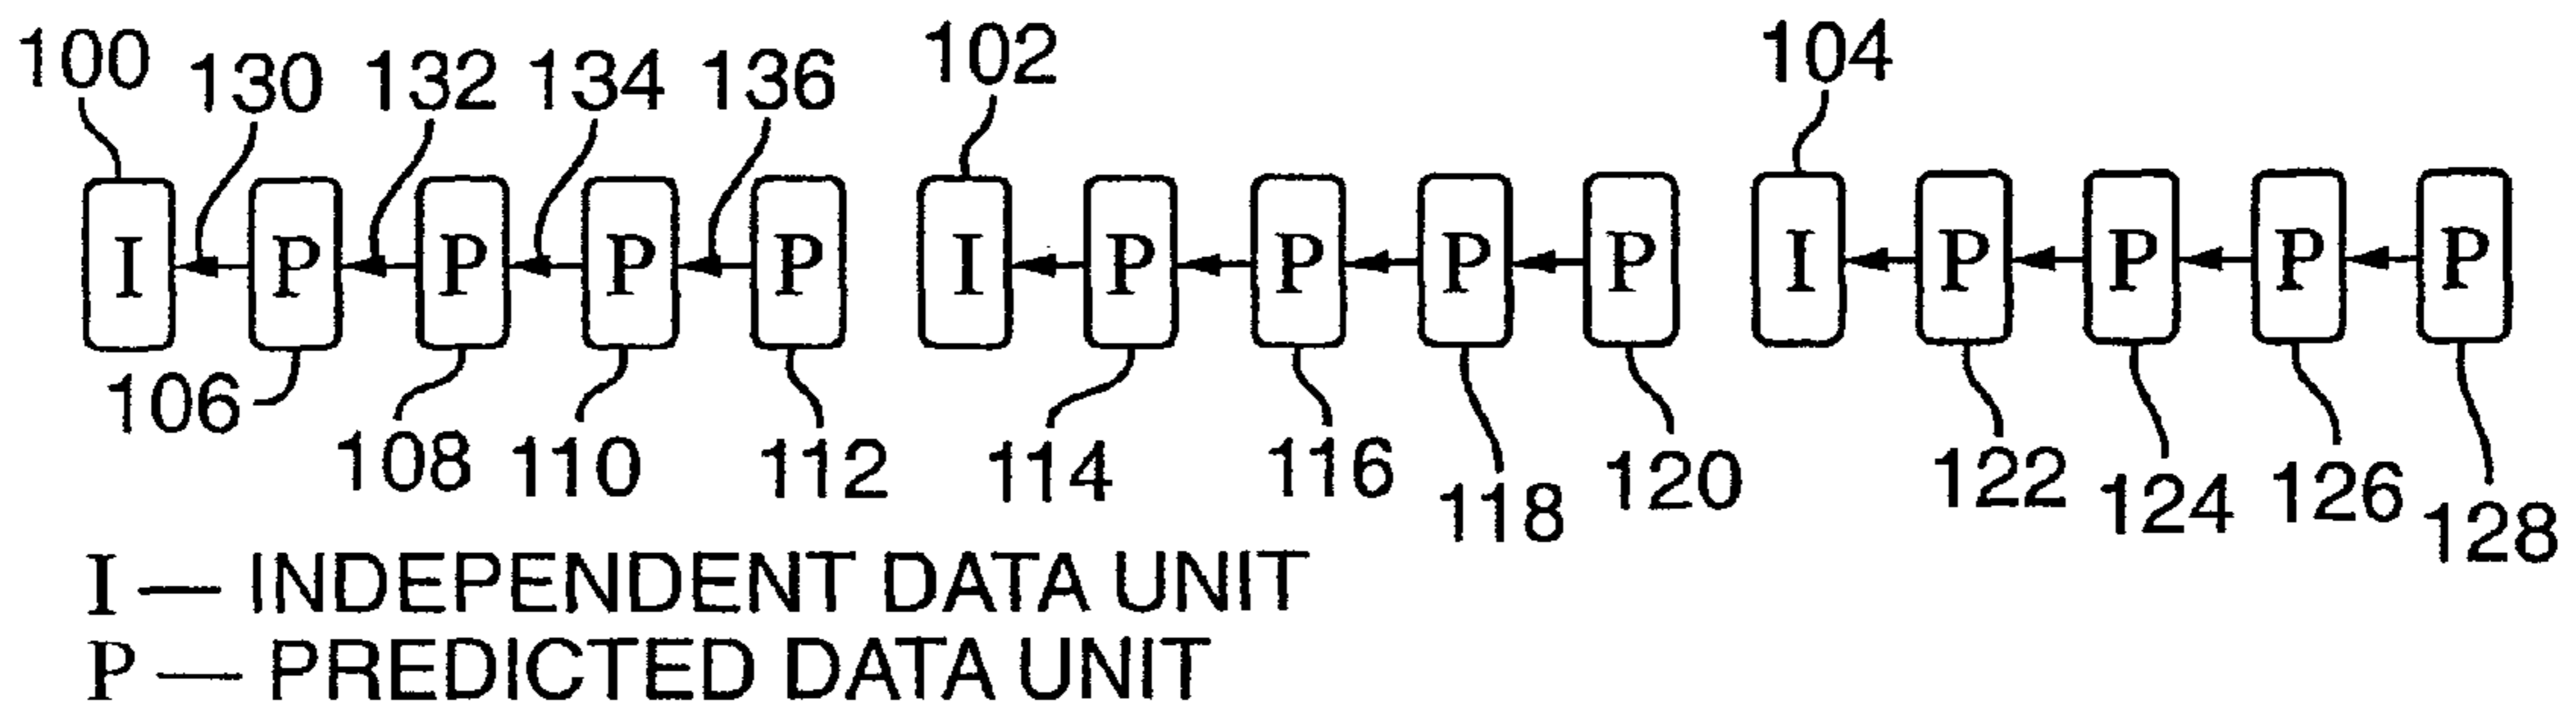 100 130 132 134 136 102 104
I P P P P I P P P P I P P P P
106 108 110 112 114 116 118 120 122 124 126 128
I — INDEPENDENT DATA UNIT
P — PREDICTED DATA UNIT